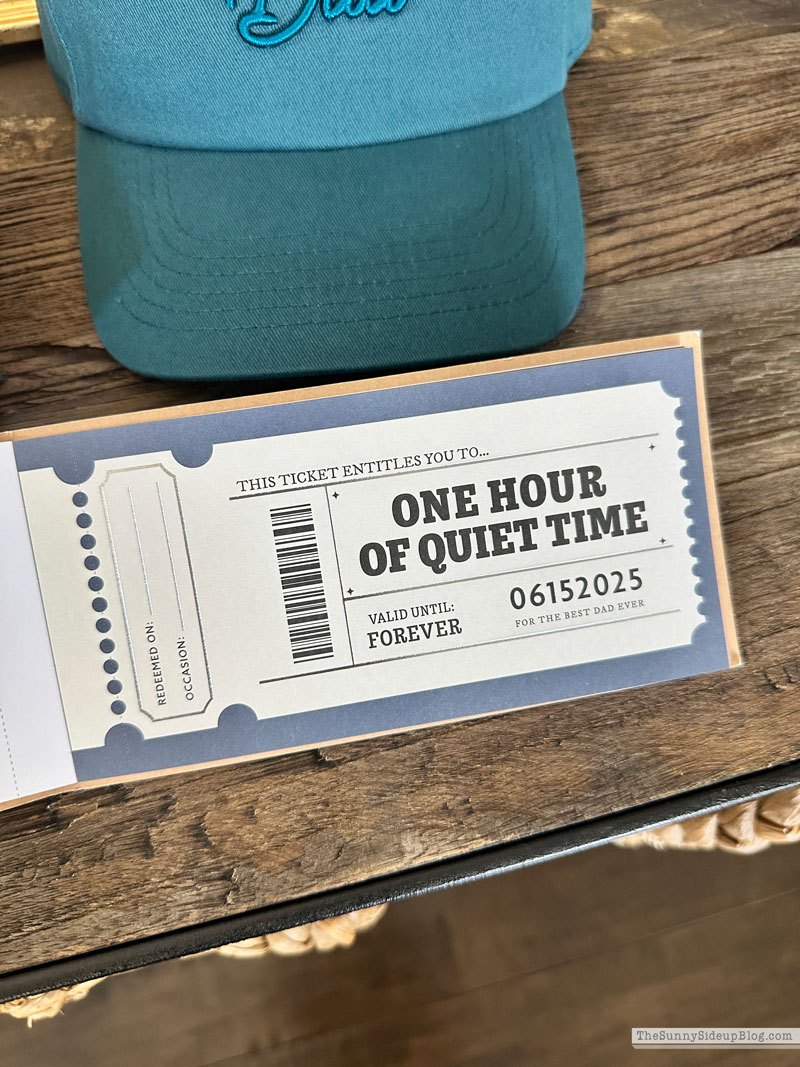 Dad
THIS TICKET ENTITLES YOU TO...
ONE HOUR
OF QUIET TIME
VALID UNTIL:
FOREVER
06152025
FOR THE BEST DAD EVER
REDEEMED ON:
OCCASION:
TheSunnySideupBlog.com